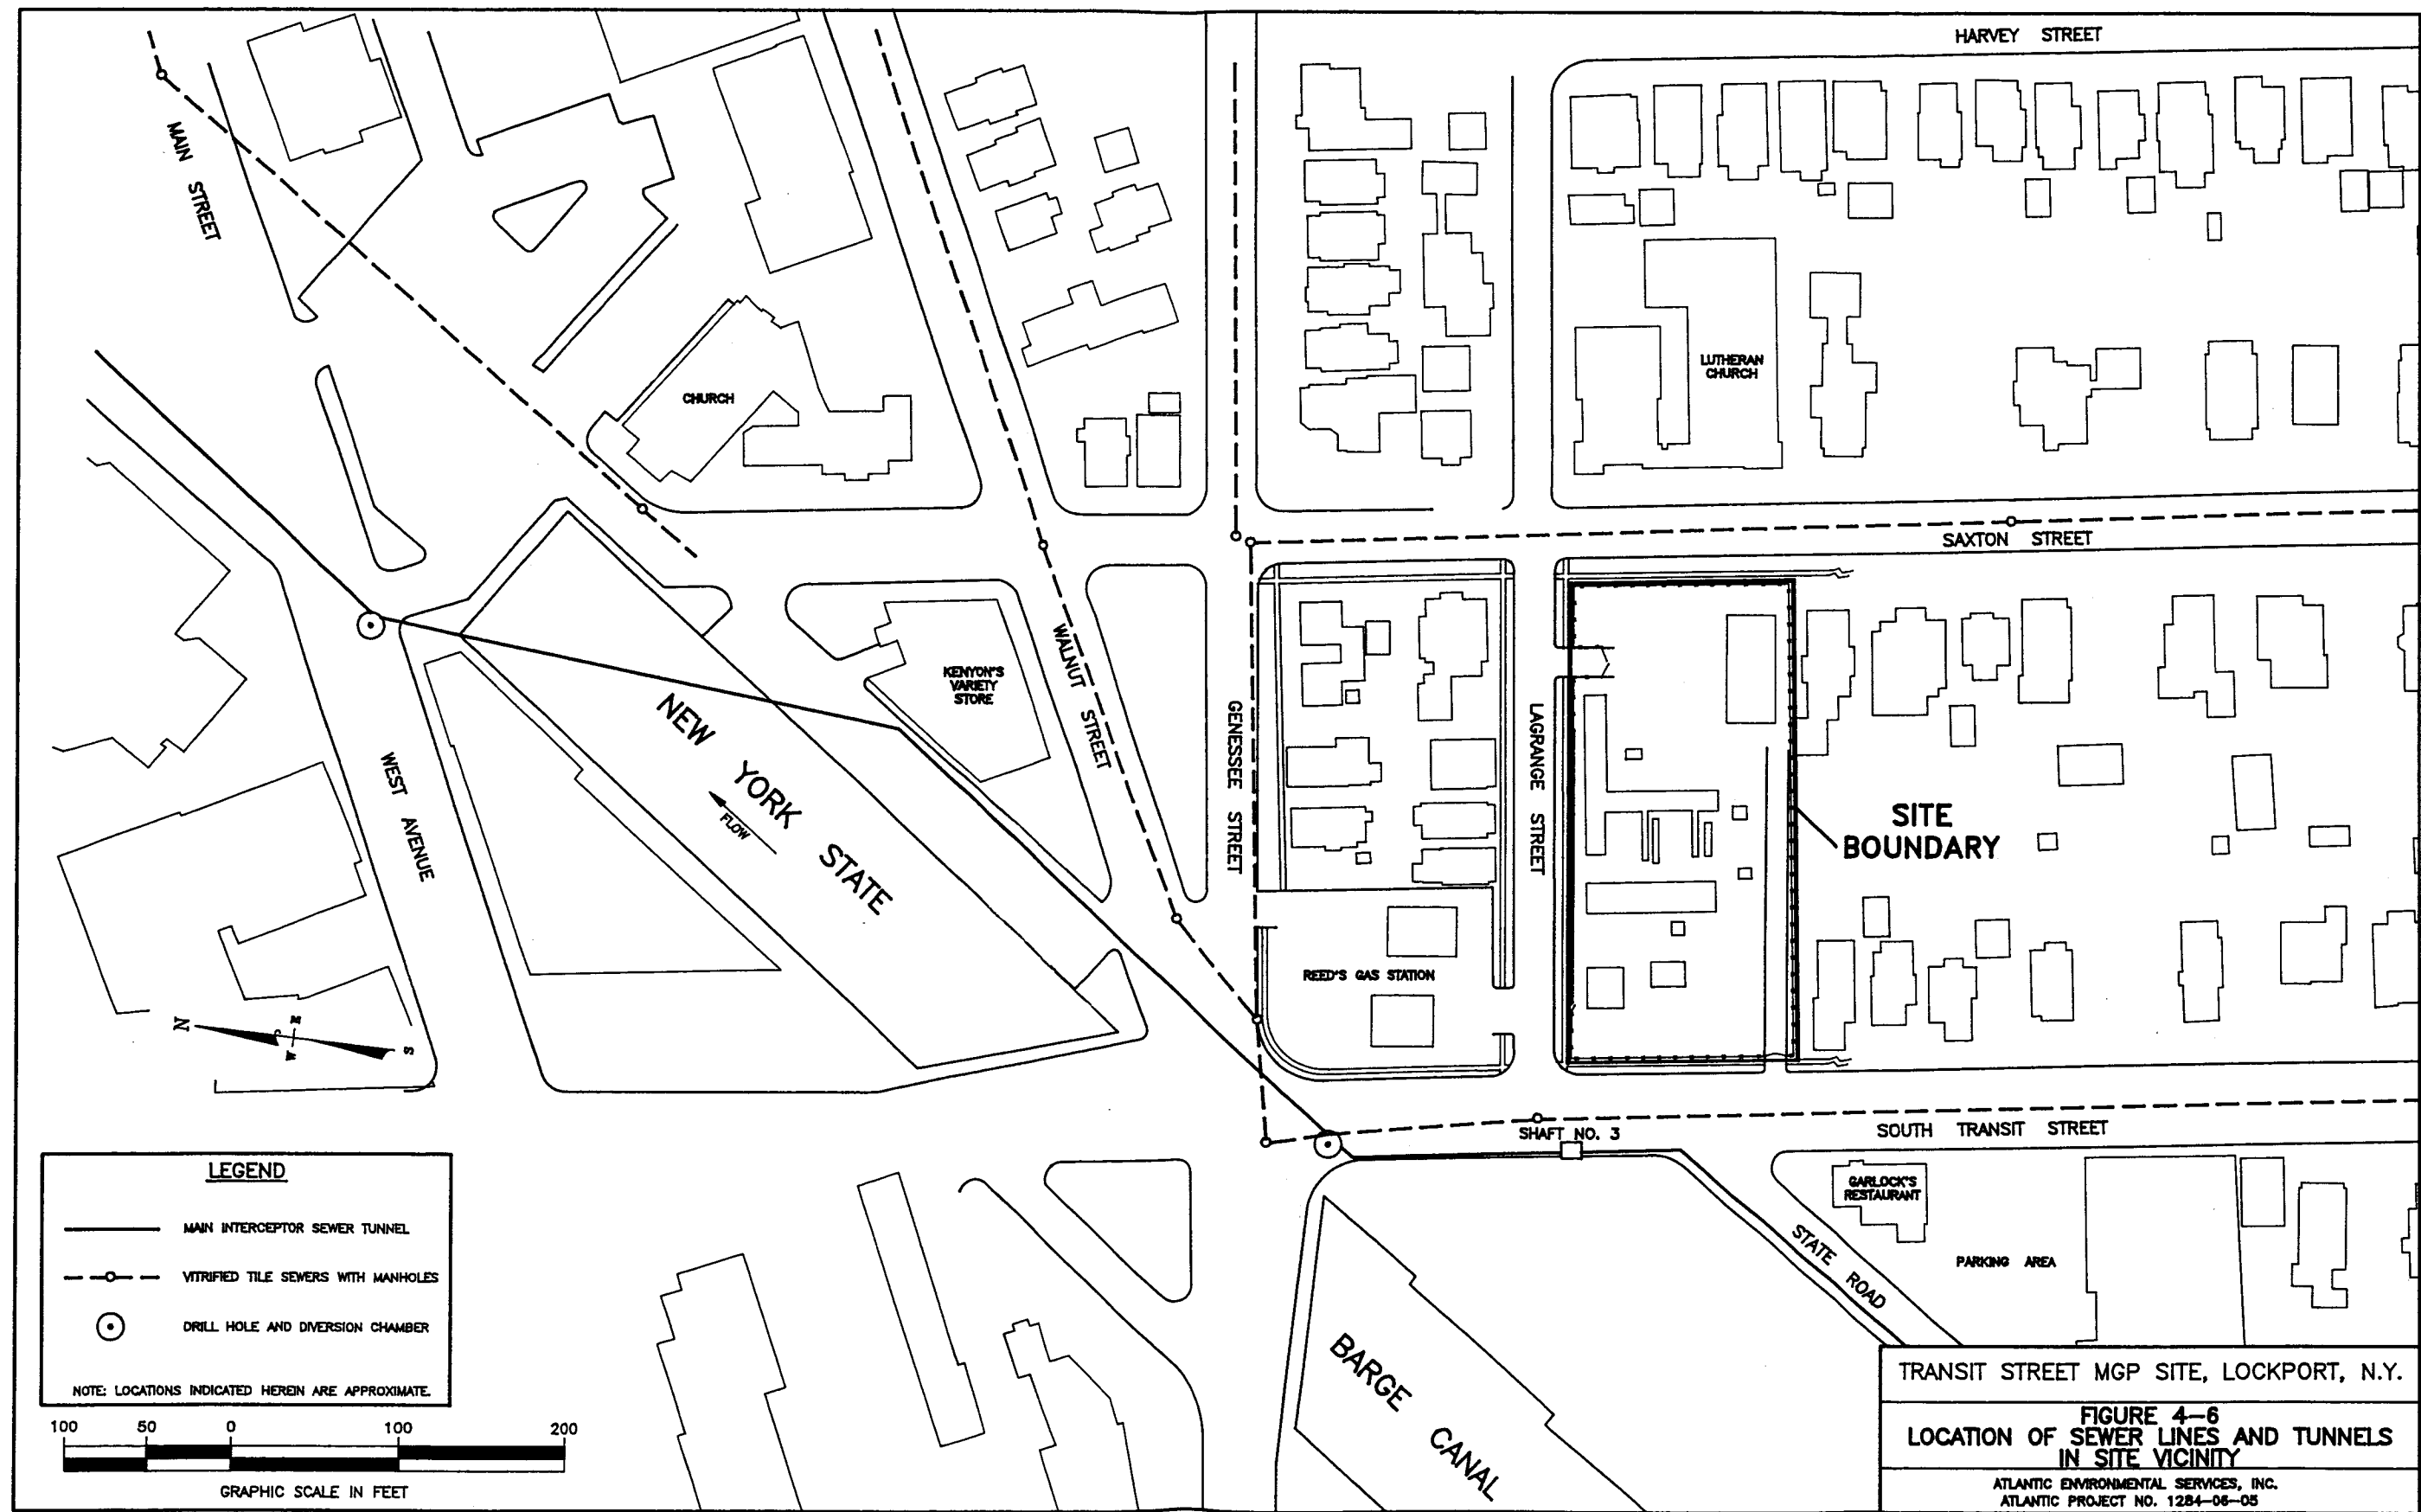 HARVEY STREET
MAIN STREET
CHURCH
LUTHERAN
CHURCH
SAXTON STREET
KENYON'S
VARIETY
STORE
WALNUT STREET
GENESSEE STREET
LAGRANGE STREET
NEW YORK STATE
FLOW
WEST AVENUE
SITE
BOUNDARY
REED'S GAS STATION
N
W
S
SHAFT NO. 3
SOUTH TRANSIT STREET
GARLOCK'S
RESTAURANT
STATE ROAD
PARKING AREA
BARGE CANAL
LEGEND
MAIN INTERCEPTOR SEWER TUNNEL
VITRIFIED TILE SEWERS WITH MANHOLES
DRILL HOLE AND DIVERSION CHAMBER
NOTE: LOCATIONS INDICATED HEREIN ARE APPROXIMATE.
100 50 0 100 200
GRAPHIC SCALE IN FEET
TRANSIT STREET MGP SITE, LOCKPORT, N.Y.
FIGURE 4-6
LOCATION OF SEWER LINES AND TUNNELS
IN SITE VICINITY
ATLANTIC ENVIRONMENTAL SERVICES, INC.
ATLANTIC PROJECT NO. 1284-06-05